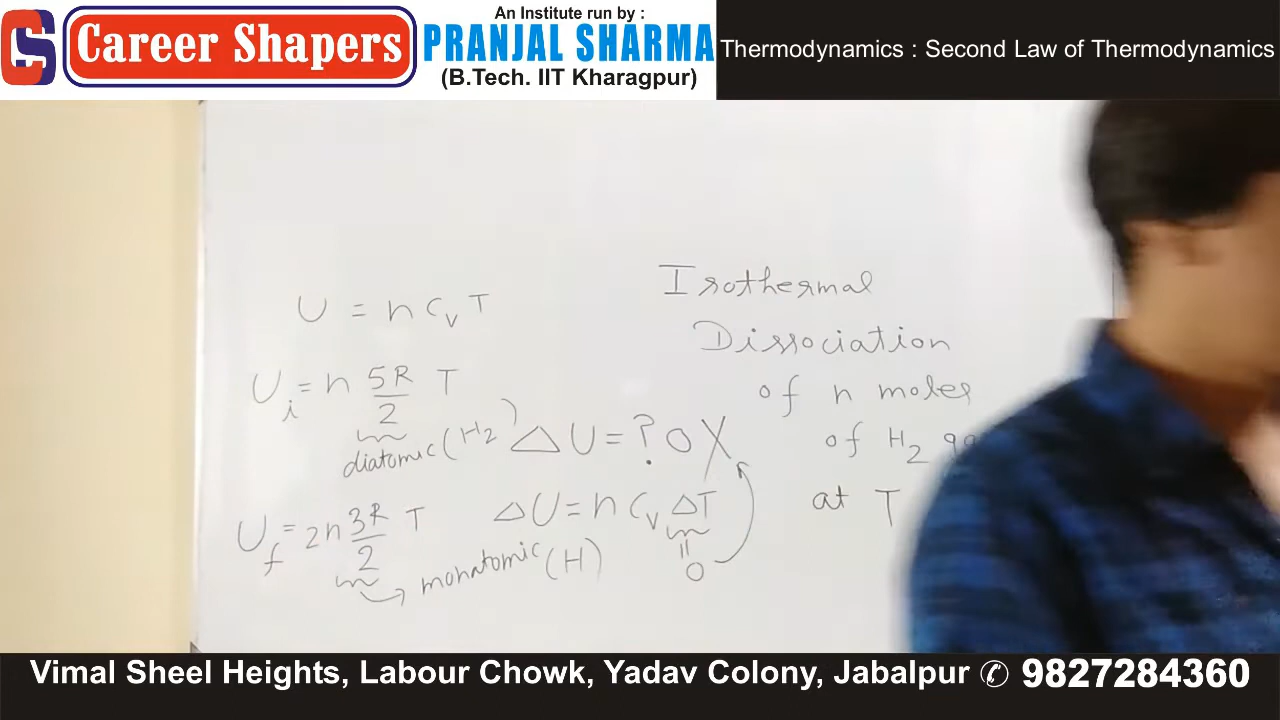 CS Career Shapers
An Institute run by :
PRANJAL SHARMA
(B.Tech. IIT Kharagpur)
Thermodynamics : Second Law of Thermodynamics
U = n Cv T
Ui = n 5R/2 T
diatomic (H2)
Uf = 2n 3R/2 T
monatomic (H)
ΔU = ? 0 X
ΔU = n Cv ΔT
=
0
Isothermal
Dissociation
of n moles
of H2
at T
Vimal Sheel Heights, Labour Chowk, Yadav Colony, Jabalpur ✆ 9827284360